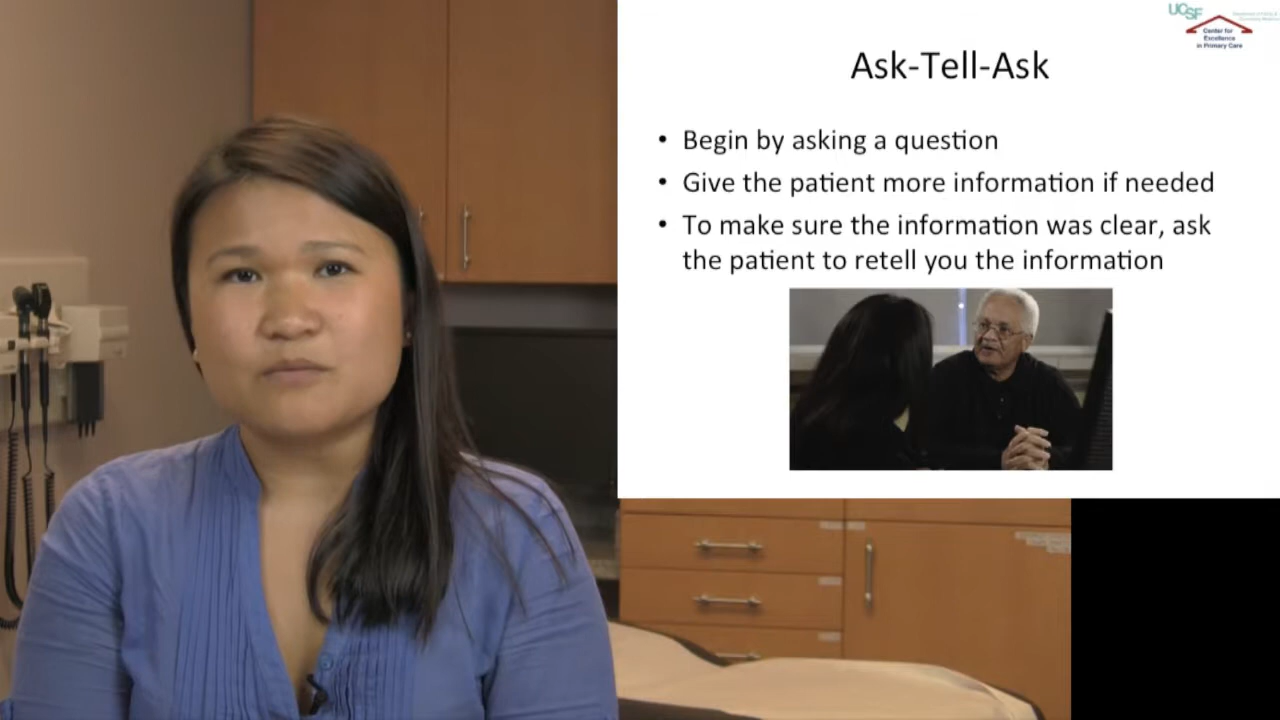 UCSF
Center for
Excellence
in Primary Care
Ask-Tell-Ask
• Begin by asking a question
• Give the patient more information if needed
• To make sure the information was clear, ask
the patient to retell you the information